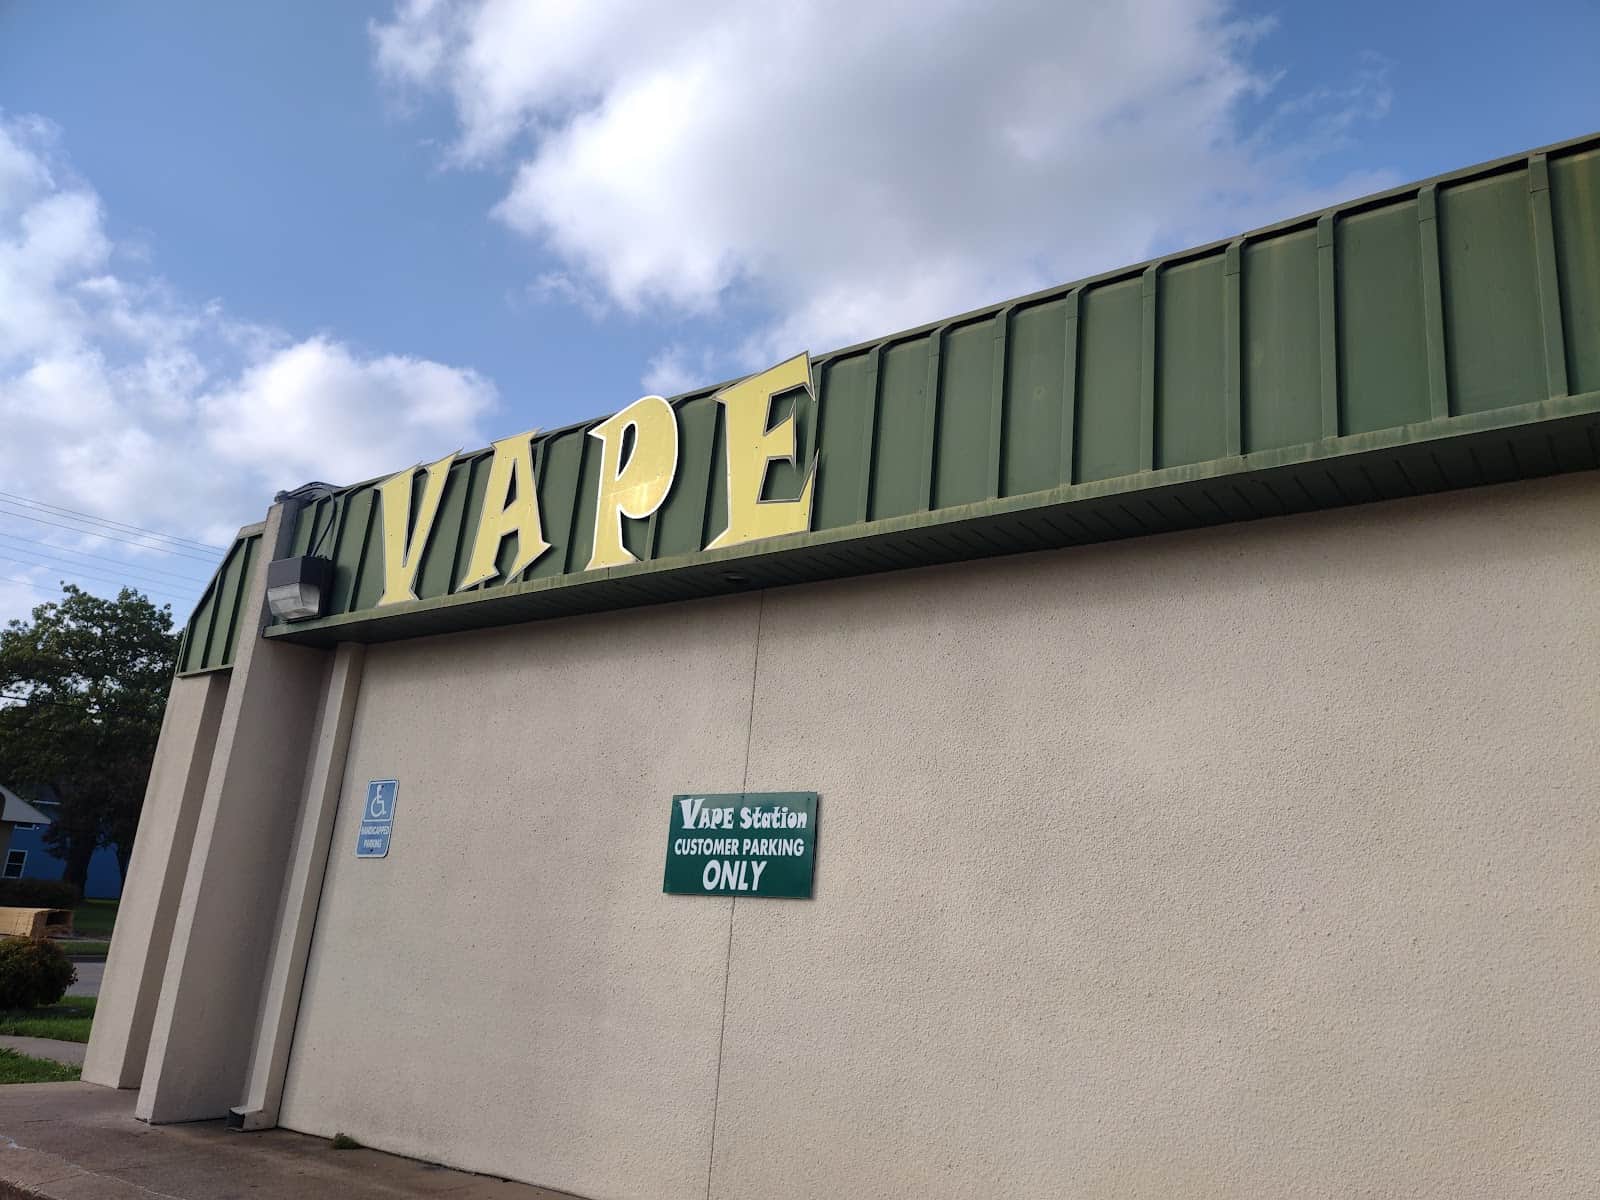 VAPE
HANDICAPPED
PARKING
VAPE Station
CUSTOMER PARKING
ONLY